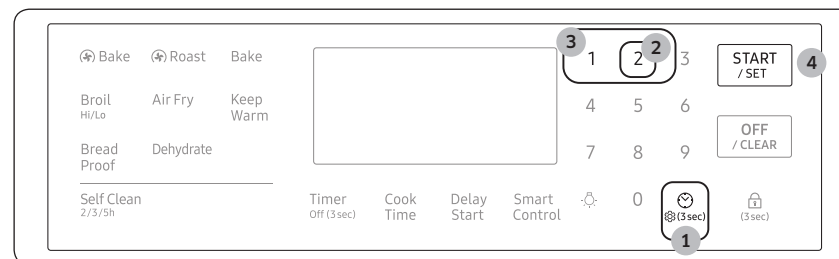 Bake Roast Bake
Broil Air Fry Keep
Hi/Lo Warm
Bread Dehydrate
Proof
Self Clean
2/3/5h
Timer Cook Delay Smart
Off (3 sec) Time Start Control
3 2
1 2 3
4 5 6
7 8 9
0
(3 sec)
1
(3 sec)
START
/ SET
4
OFF
/ CLEAR